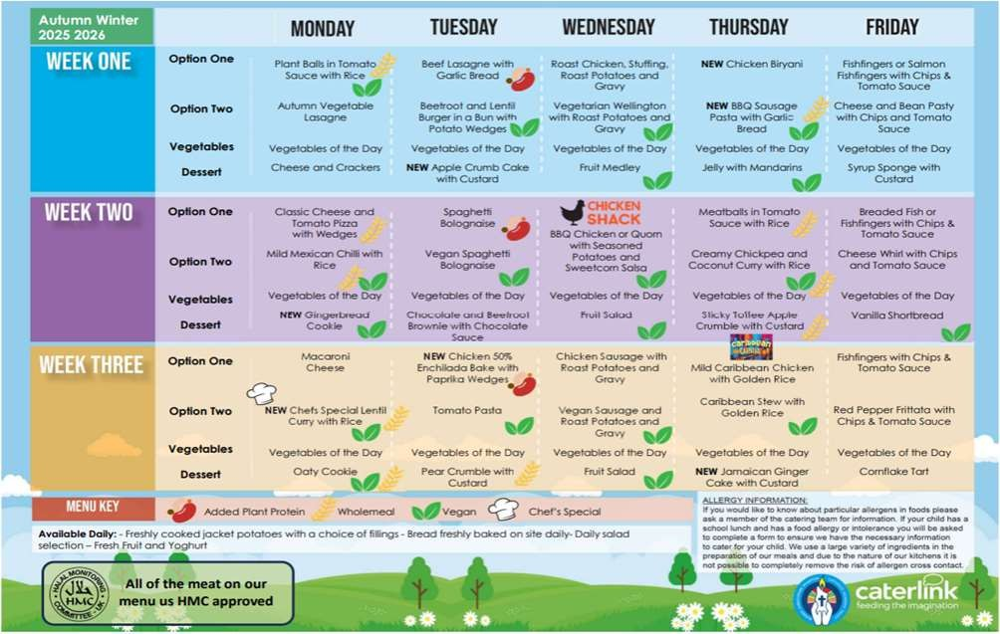 Autumn Winter
2025 2026
MONDAY TUESDAY WEDNESDAY THURSDAY FRIDAY
WEEK ONE
Option One
Plant Balls in Tomato
Sauce with Rice
Beef Lasagne with
Garlic Bread
Roast Chicken, Stuffing,
Roast Potatoes and
Gravy
NEW Chicken Biryani
Fishfingers or Salmon
Fishfingers with Chips &
Tomato Sauce
Option Two
Autumn Vegetable
Lasagne
Beetroot and Lentil
Burger in a Bun with
Potato Wedges
Vegetarian Wellington
with Roast Potatoes and
Gravy
NEW BBQ Sausage
Pasta with Garlic
Bread
Cheese and Bean Pasty
with Chips and Tomato
Sauce
Vegetables
Vegetables of the Day
Vegetables of the Day
Vegetables of the Day
Vegetables of the Day
Vegetables of the Day
Dessert
Cheese and Crackers
NEW Apple Crumb Cake
with Custard
Fruit Medley
Jelly with Mandarins
Syrup Sponge with
Custard
WEEK TWO
Option One
Classic Cheese and
Tomato Pizza
with Wedges
Spaghetti
Bolognaise
CHICKEN
SHACK
BBQ Chicken or Quorn
with Seasoned
Potatoes and
Sweetcorn Salsa
Meatballs in Tomato
Sauce with Rice
Breaded Fish or
Fishfingers with Chips &
Tomato Sauce
Option Two
Mild Mexican Chilli with
Rice
Vegan Spaghetti
Bolognaise
Creamy Chickpea and
Coconut Curry with Rice
Cheese Whirl with Chips
and Tomato Sauce
Vegetables
Vegetables of the Day
Vegetables of the Day
Vegetables of the Day
Vegetables of the Day
Vegetables of the Day
Dessert
NEW Gingerbread
Cookie
Chocolate and Beetroot
Brownie with Chocolate
Sauce
Fruit Salad
Sticky Toffee Apple
Crumble with Custard
Vanilla Shortbread
WEEK THREE
Option One
Macaroni
Cheese
NEW Chicken 50%
Enchilada Bake with
Paprika Wedges
Chicken Sausage with
Roast Potatoes and
Gravy
Caribbean
Mild Caribbean Chicken
with Golden Rice
Fishfingers with Chips &
Tomato Sauce
Option Two
NEW Chefs Special Lentil
Curry with Rice
Tomato Pasta
Vegan Sausage and
Roast Potatoes and
Gravy
Caribbean Stew with
Golden Rice
Red Pepper Frittata with
Chips & Tomato Sauce
Vegetables
Vegetables of the Day
Vegetables of the Day
Vegetables of the Day
Vegetables of the Day
Vegetables of the Day
Dessert
Oaty Cookie
Pear Crumble with
Custard
Fruit Salad
NEW Jamaican Ginger
Cake with Custard
Cornflake Tart
MENU KEY
Added Plant Protein
Wholemeal
Vegan
Chef's Special
Available Daily: - Freshly cooked jacket potatoes with a choice of fillings - Bread freshly baked on site daily- Daily salad
selection – Fresh Fruit and Yoghurt
ALLERGY INFORMATION:
If you would like to know about particular allergens in foods please
ask a member of the catering team for information. If your child has a
school lunch and has a food allergy or intolerance you will be asked
to complete a form to ensure we have the necessary information
to cater for your child. We use a large variety of ingredients in the
preparation of our meals and due to the nature of our kitchens it is
not possible to completely remove the risk of allergen cross contact.
HALAL MONITORING
حلال
HMC
COMMITTEE - UK
All of the meat on our
menu us HMC approved
caterlink
feeding the imagination